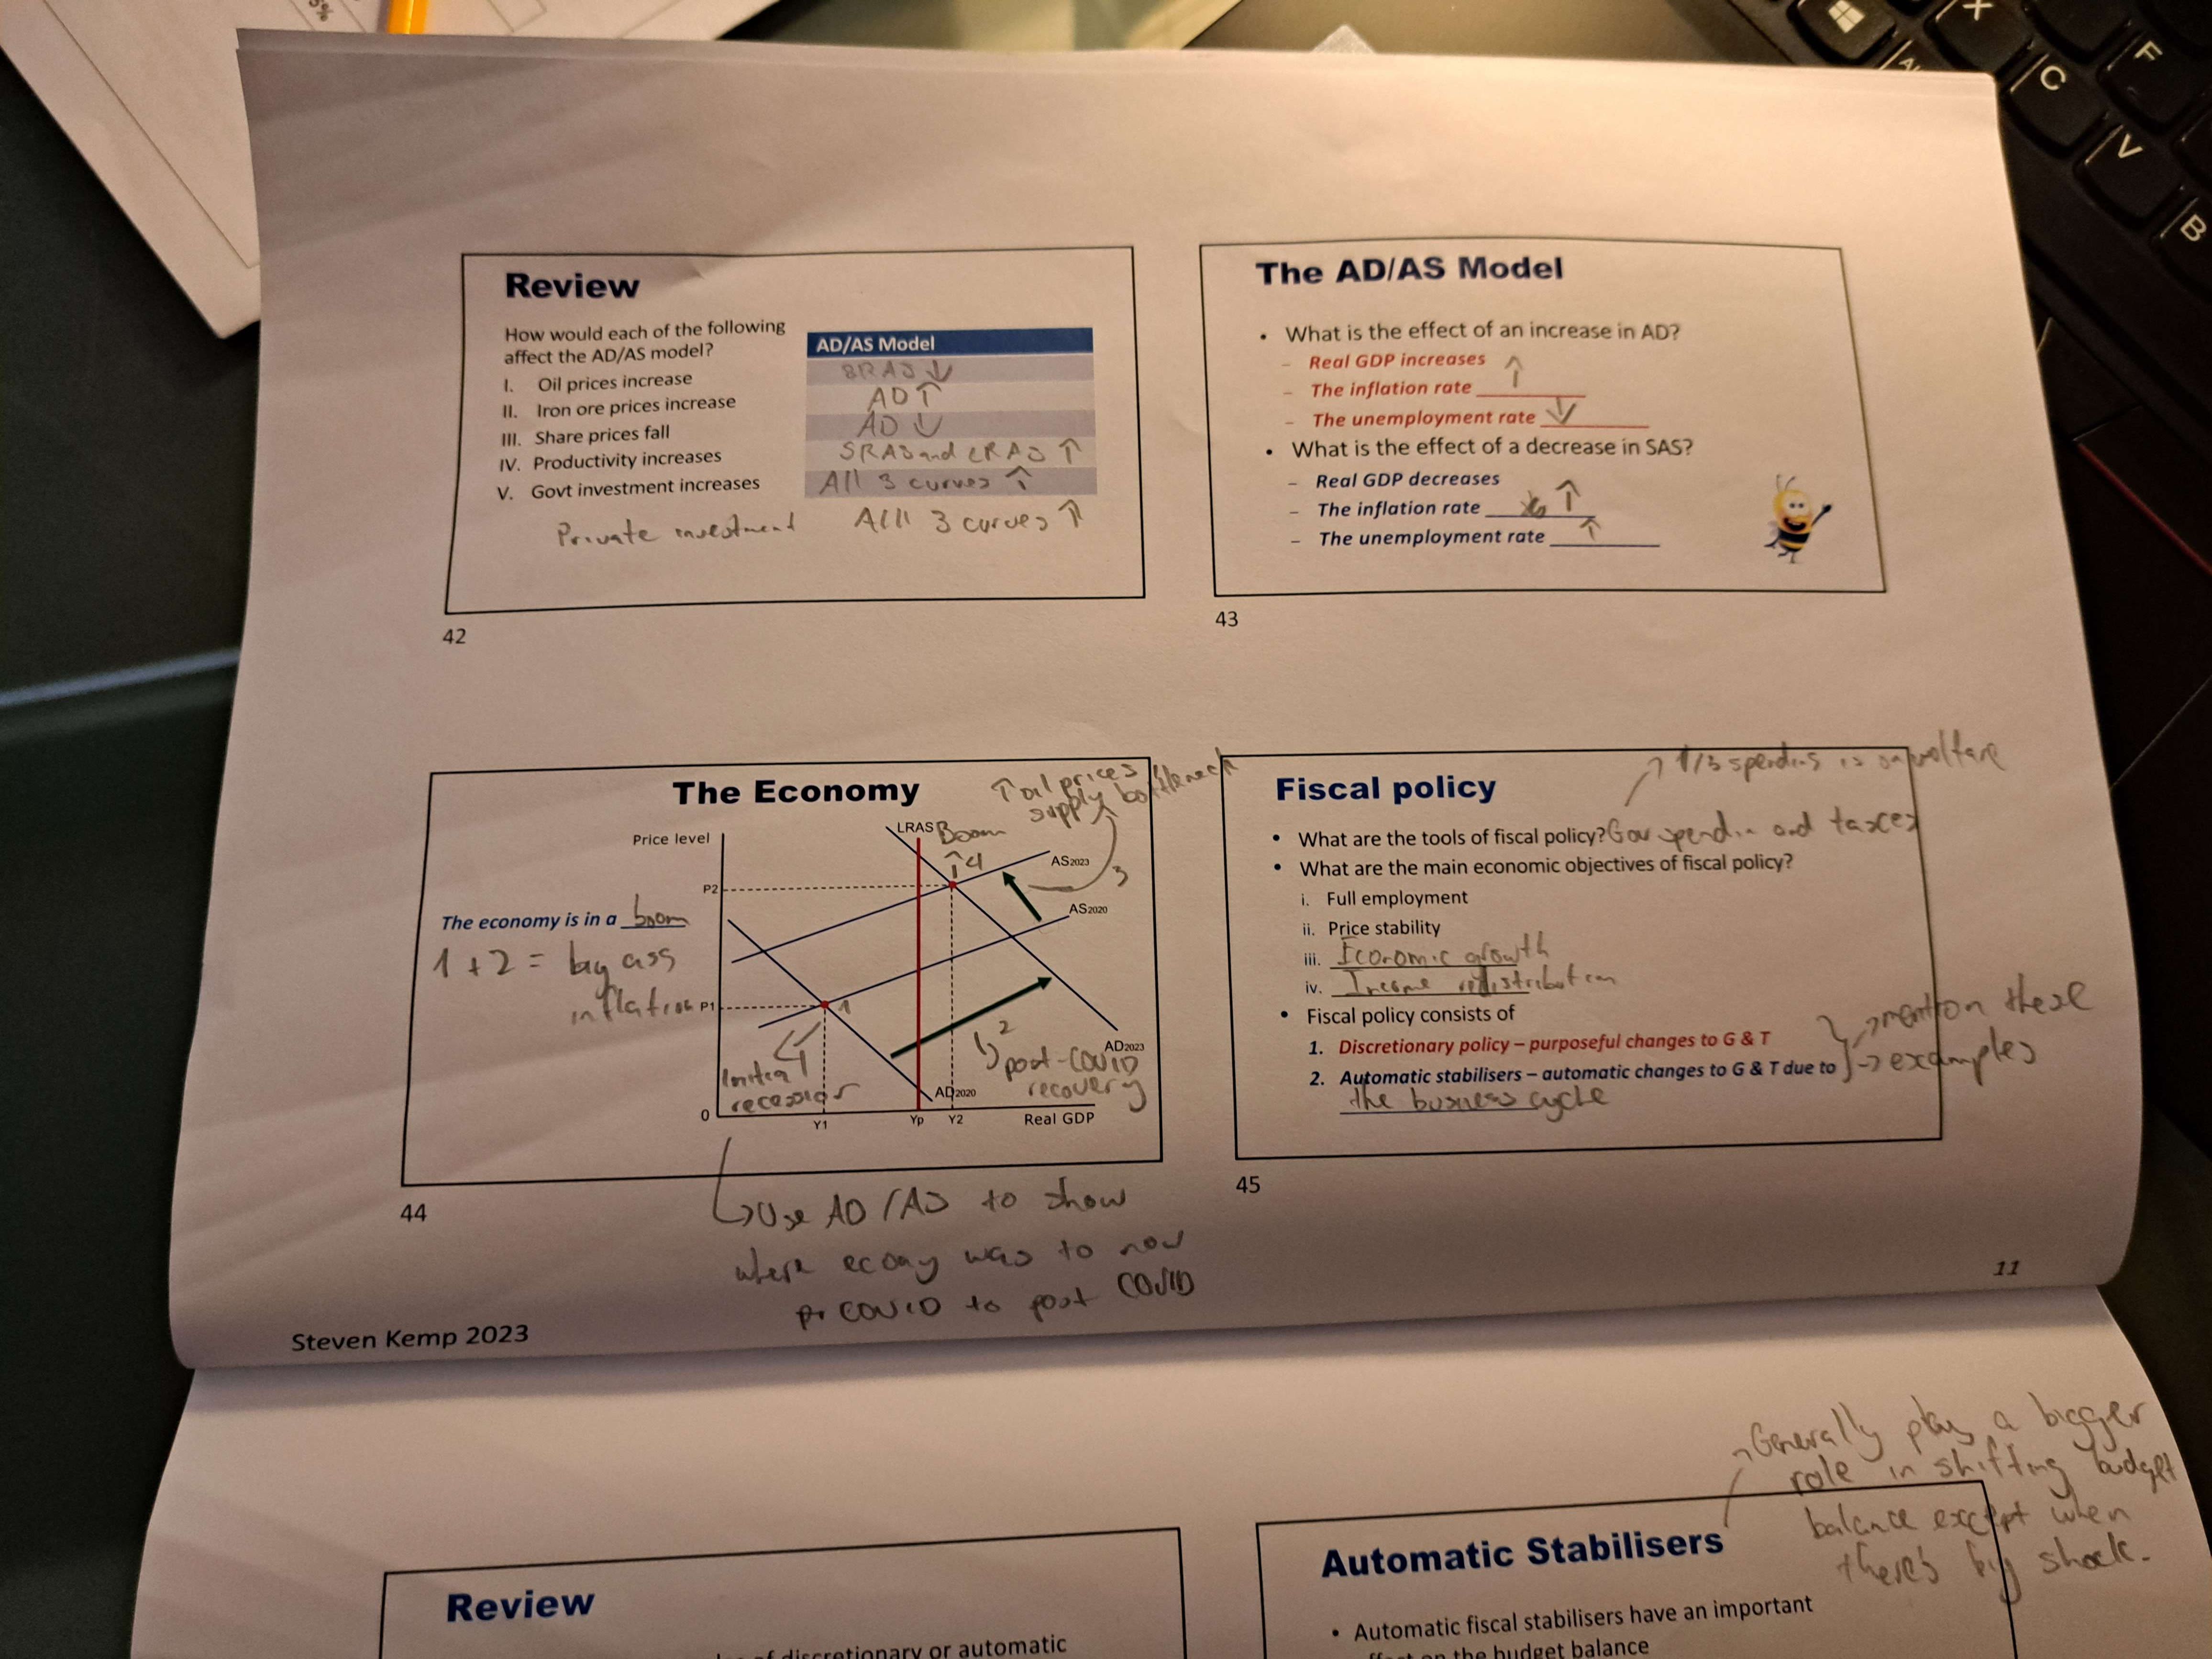 5%
X
F
C
V
B
Review
How would each of the following
affect the AD/AS model?
I. Oil prices increase
II. Iron ore prices increase
III. Share prices fall
IV. Productivity increases
V. Govt investment increases
Private investment
AD/AS Model
SRAS ↓
AD ↑
AD ↓
SRAS and LRAS ↑
All 3 curves ↑
All 3 curves ↑
42
The AD/AS Model
• What is the effect of an increase in AD?
– Real GDP increases
– The inflation rate ↑
– The unemployment rate ↓
• What is the effect of a decrease in SAS?
– Real GDP decreases
– The inflation rate ↑
– The unemployment rate ↑
43
The Economy
↑ oil prices
supply bottleneck
Price level
LRAS
Boom
↑ 4
AS2023
3
P2
AS2020
The economy is in a boom
1 + 2 = big ass
inflation
P1
1
2
post-COVID
recovery
Initial
recession
AD2023
AD2020
0
Y1
Yp
Y2
Real GDP
44
↳ Use AD/AS to show
where ecoay was to now
pr COVID to post COVID
→ 1/3 spending is on welfare
Fiscal policy
• What are the tools of fiscal policy? Gov spendin and taxes
• What are the main economic objectives of fiscal policy?
i. Full employment
ii. Price stability
iii. Economic growth
iv. Income redistribution
• Fiscal policy consists of
1. Discretionary policy – purposeful changes to G & T
2. Automatic stabilisers – automatic changes to G & T due to
the business cycle
→ mention these
→ examples
45
11
Steven Kemp 2023
Review
of discretionary or automatic
→ Generally play a bigger
role in shifting budget
balance except when
there's big shock.
Automatic Stabilisers
• Automatic fiscal stabilisers have an important
effect on the budget balance